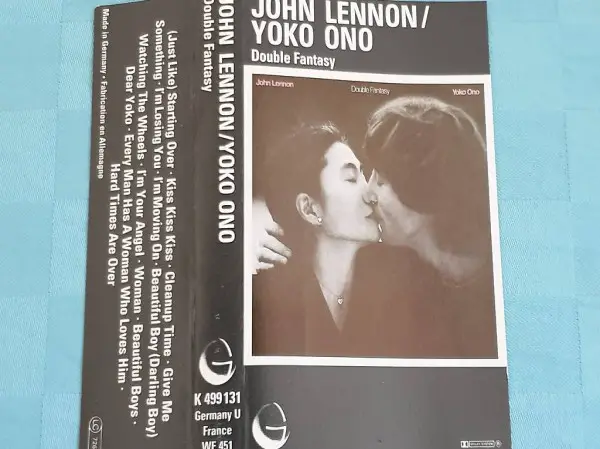 JOHN LENNON/
YOKO ONO
Double Fantasy
John Lennon
Double Fantasy
Yoko Ono
JOHN LENNON/YOKO ONO
Double Fantasy
K 499 131
Germany U
France
WE 451
(Just Like) Starting Over · Kiss Kiss Kiss · Cleanup Time · Give Me
Something · I'm Losing You · I'm Moving On · Beautiful Boy (Darling Boy)
Watching The Wheels · I'm Your Angel · Woman · Beautiful Boys ·
Dear Yoko · Every Man Has A Woman Who Loves Him ·
Hard Times Are Over
Made in Germany · Fabrication en Allemagne
LC